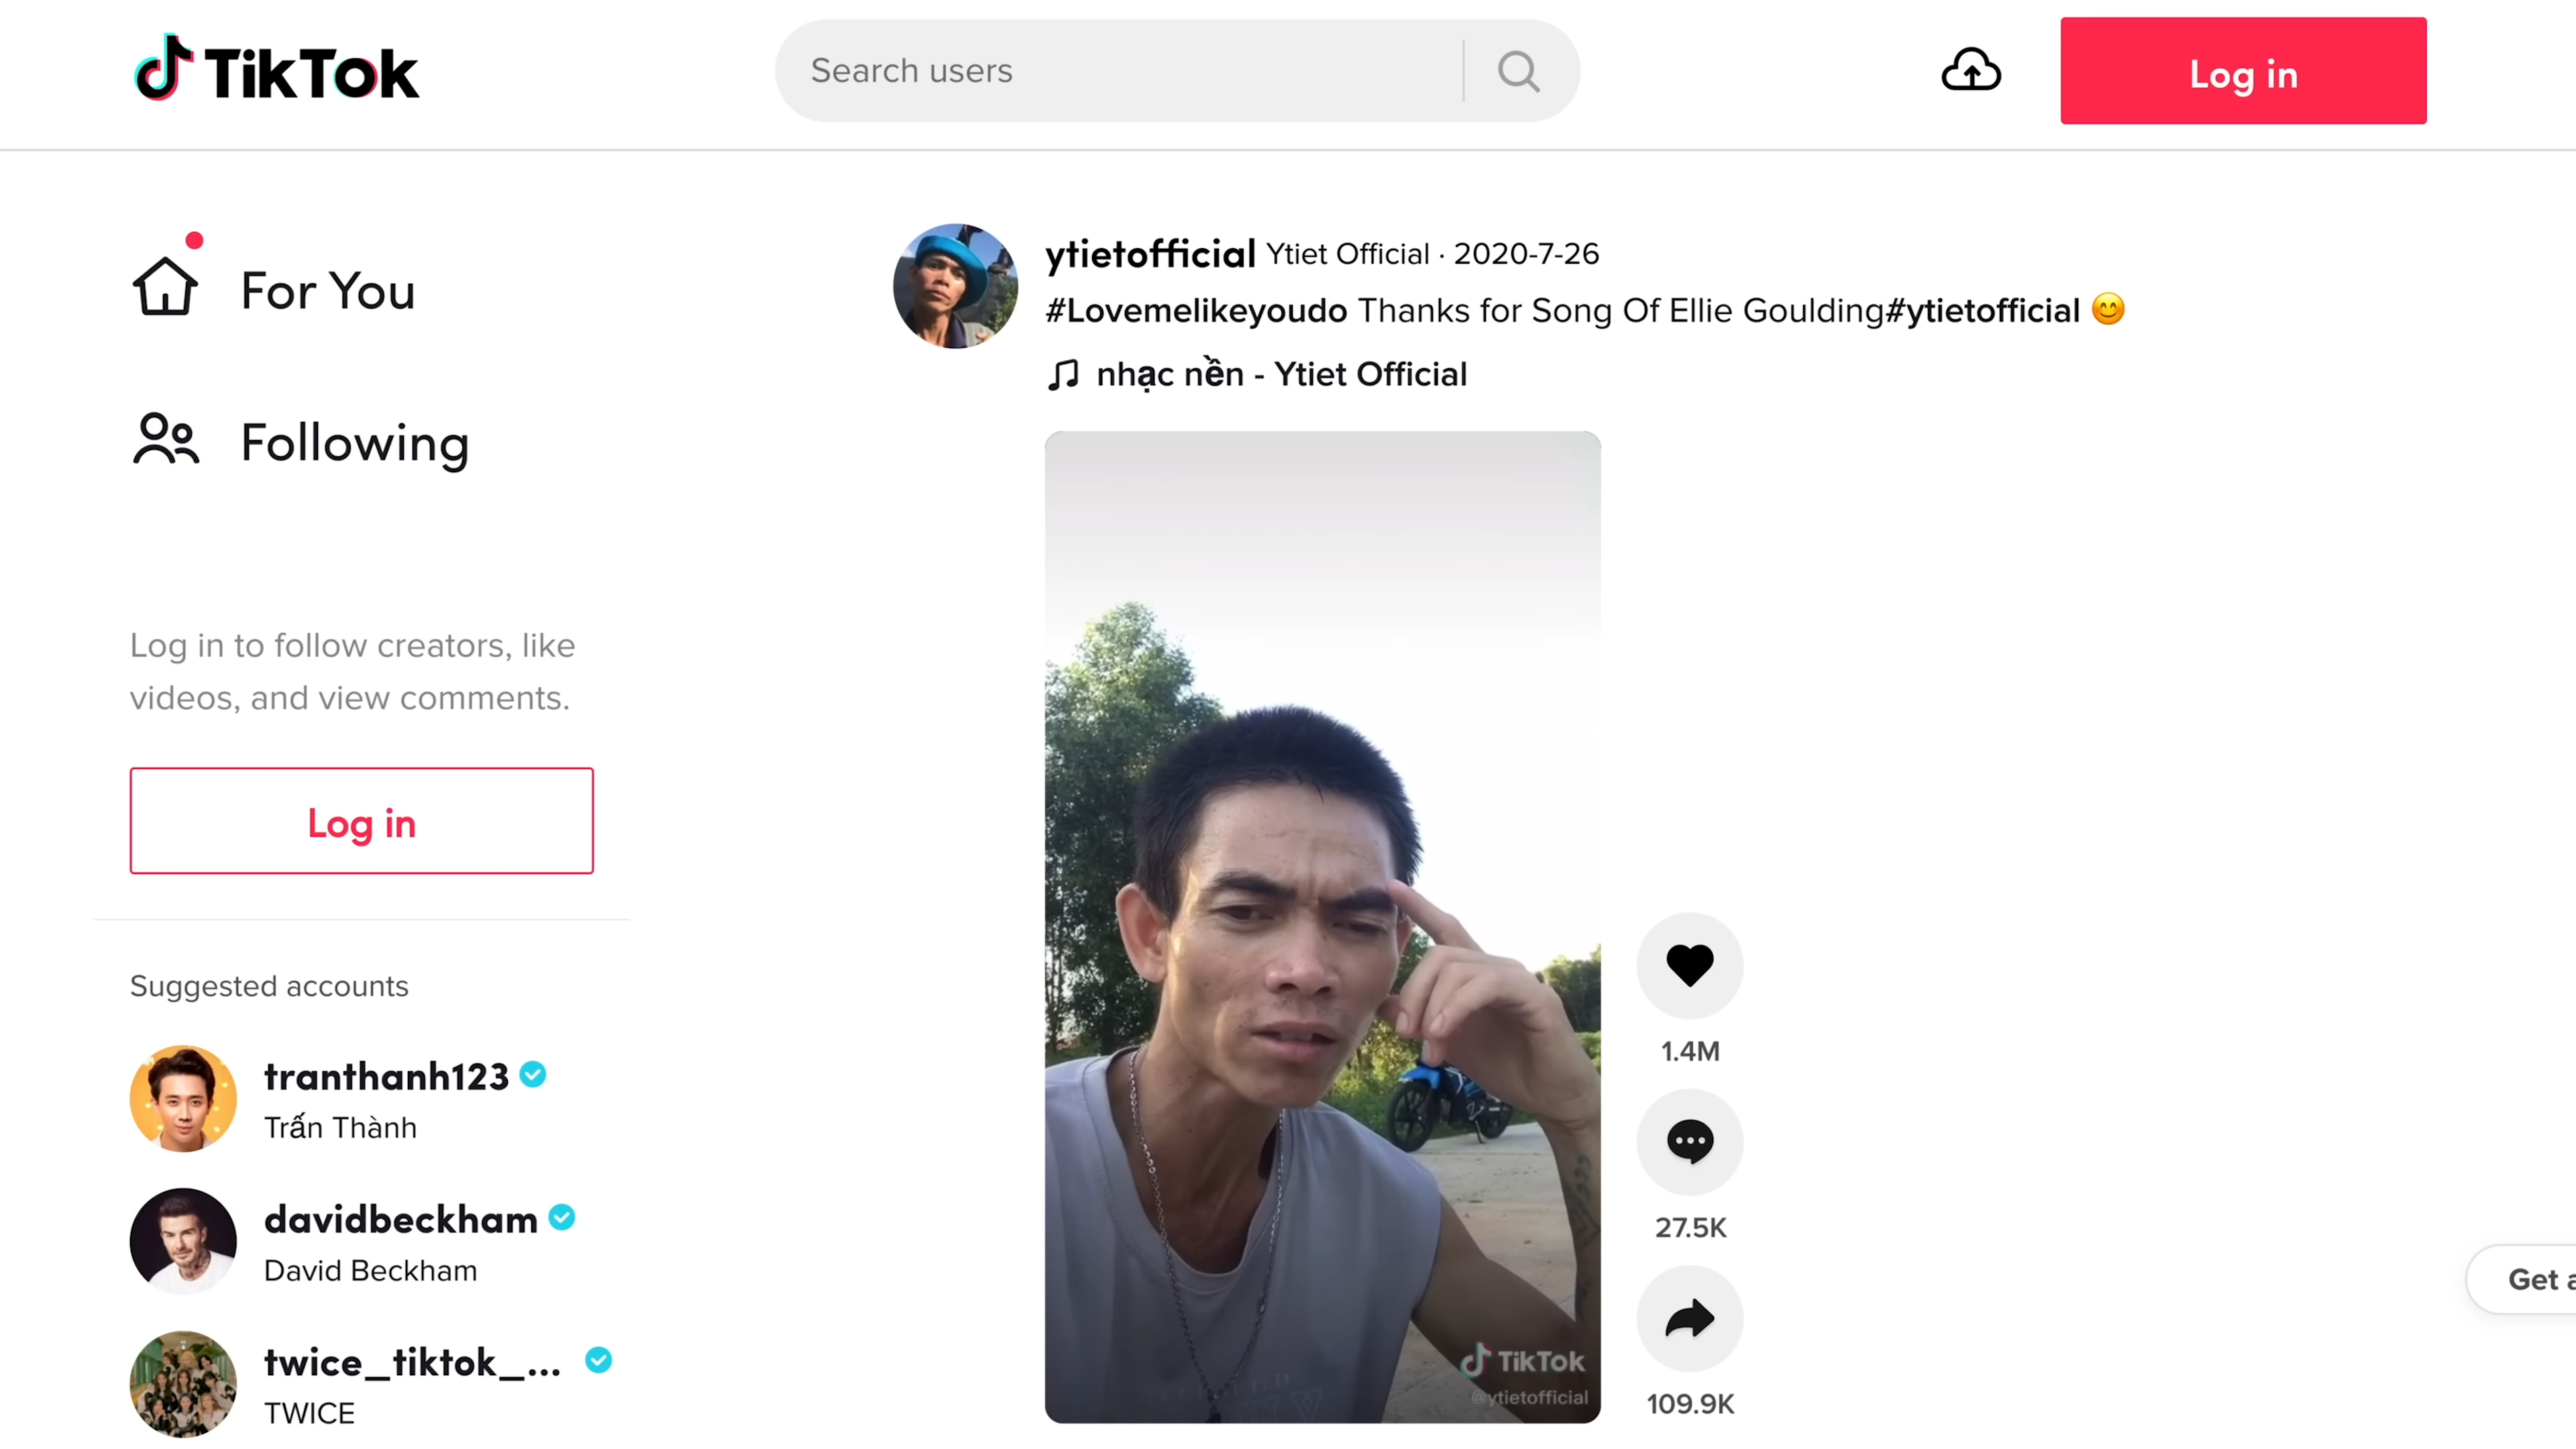 TikTok
Search users
Log in
For You
Following
Log in to follow creators, like
videos, and view comments.
Log in
Suggested accounts
tranthanh123
Trấn Thành
davidbeckham
David Beckham
twice_tiktok_...
TWICE
ytietofficial Ytiet Official · 2020-7-26
#Lovemelikeyoudo Thanks for Song Of Ellie Goulding#ytietofficial 😊
nhạc nền - Ytiet Official
TikTok
@ytietofficial
1.4M
27.5K
109.9K
Get a